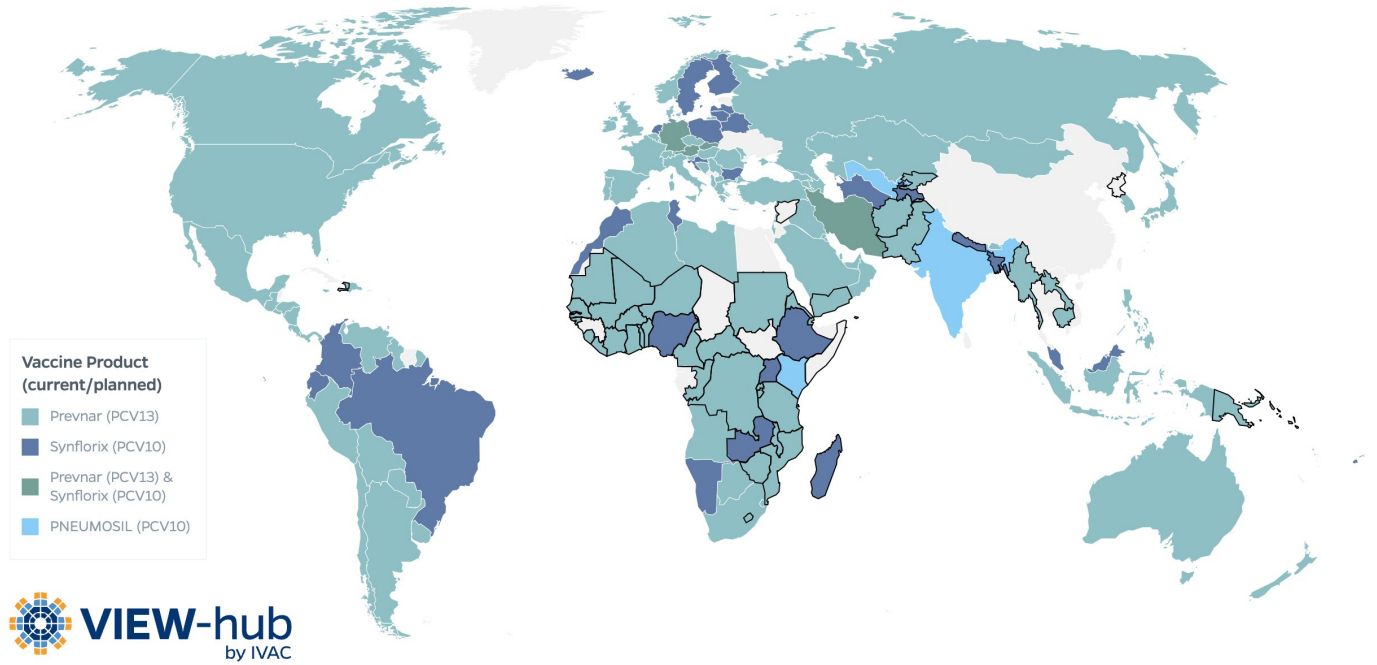 Vaccine Product
(current/planned)
Prevnar (PCV13)
Synflorix (PCV10)
Prevnar (PCV13) &
Synflorix (PCV10)
PNEUMOSIL (PCV10)
VIEW-hub
by IVAC